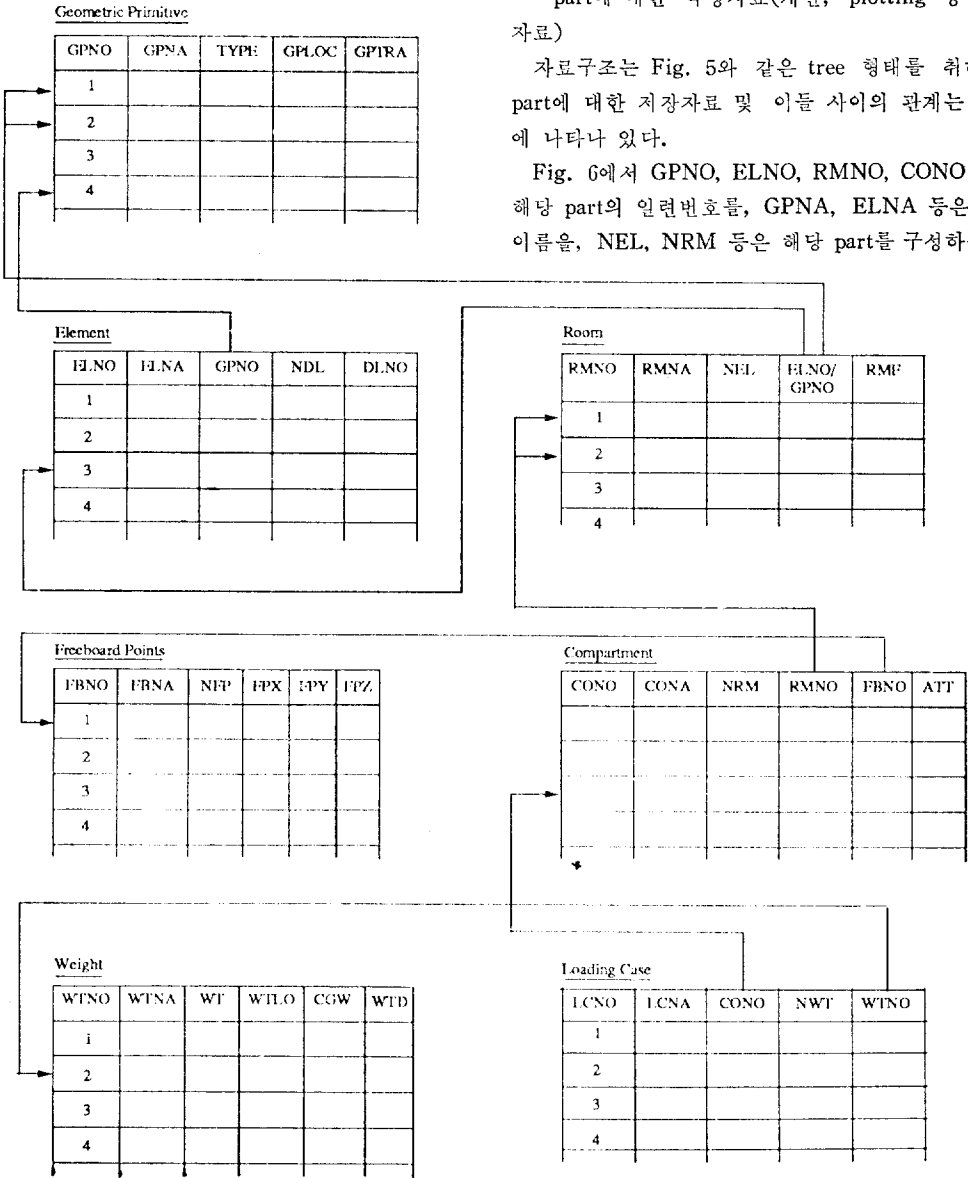 part에 대한 특성자료(계산, plotting 등
자료)
자료구조는 Fig. 5와 같은 tree 형태를 취하
part에 대한 저장자료 및 이들 사이의 관계는
에 나타나 있다.
Fig. 6에서 GPNO, ELNO, RMNO, CONO
해당 part의 일련번호를, GPNA, ELNA 등은
이름을, NEL, NRM 등은 해당 part를 구성하는
Geometric Primitive
GPNO GPNA TYPE GPLOC GPTRA
1
2
3
4
Element
ELNO ELNA GPNO NDL DLNO
1
2
3
4
Room
RMNO RMNA NEL ELNO/ RMF
GPNO
1
2
3
4
Freeboard Points
FBNO FBNA NFP FPX FPY FPZ
1
2
3
4
Compartment
CONO CONA NRM RMNO FBNO ATT
Weight
WTNO WTNA WT WTLO CGW WTD
1
2
3
4
Loading Case
LCNO LCNA CONO NWT WTNO
1
2
3
4